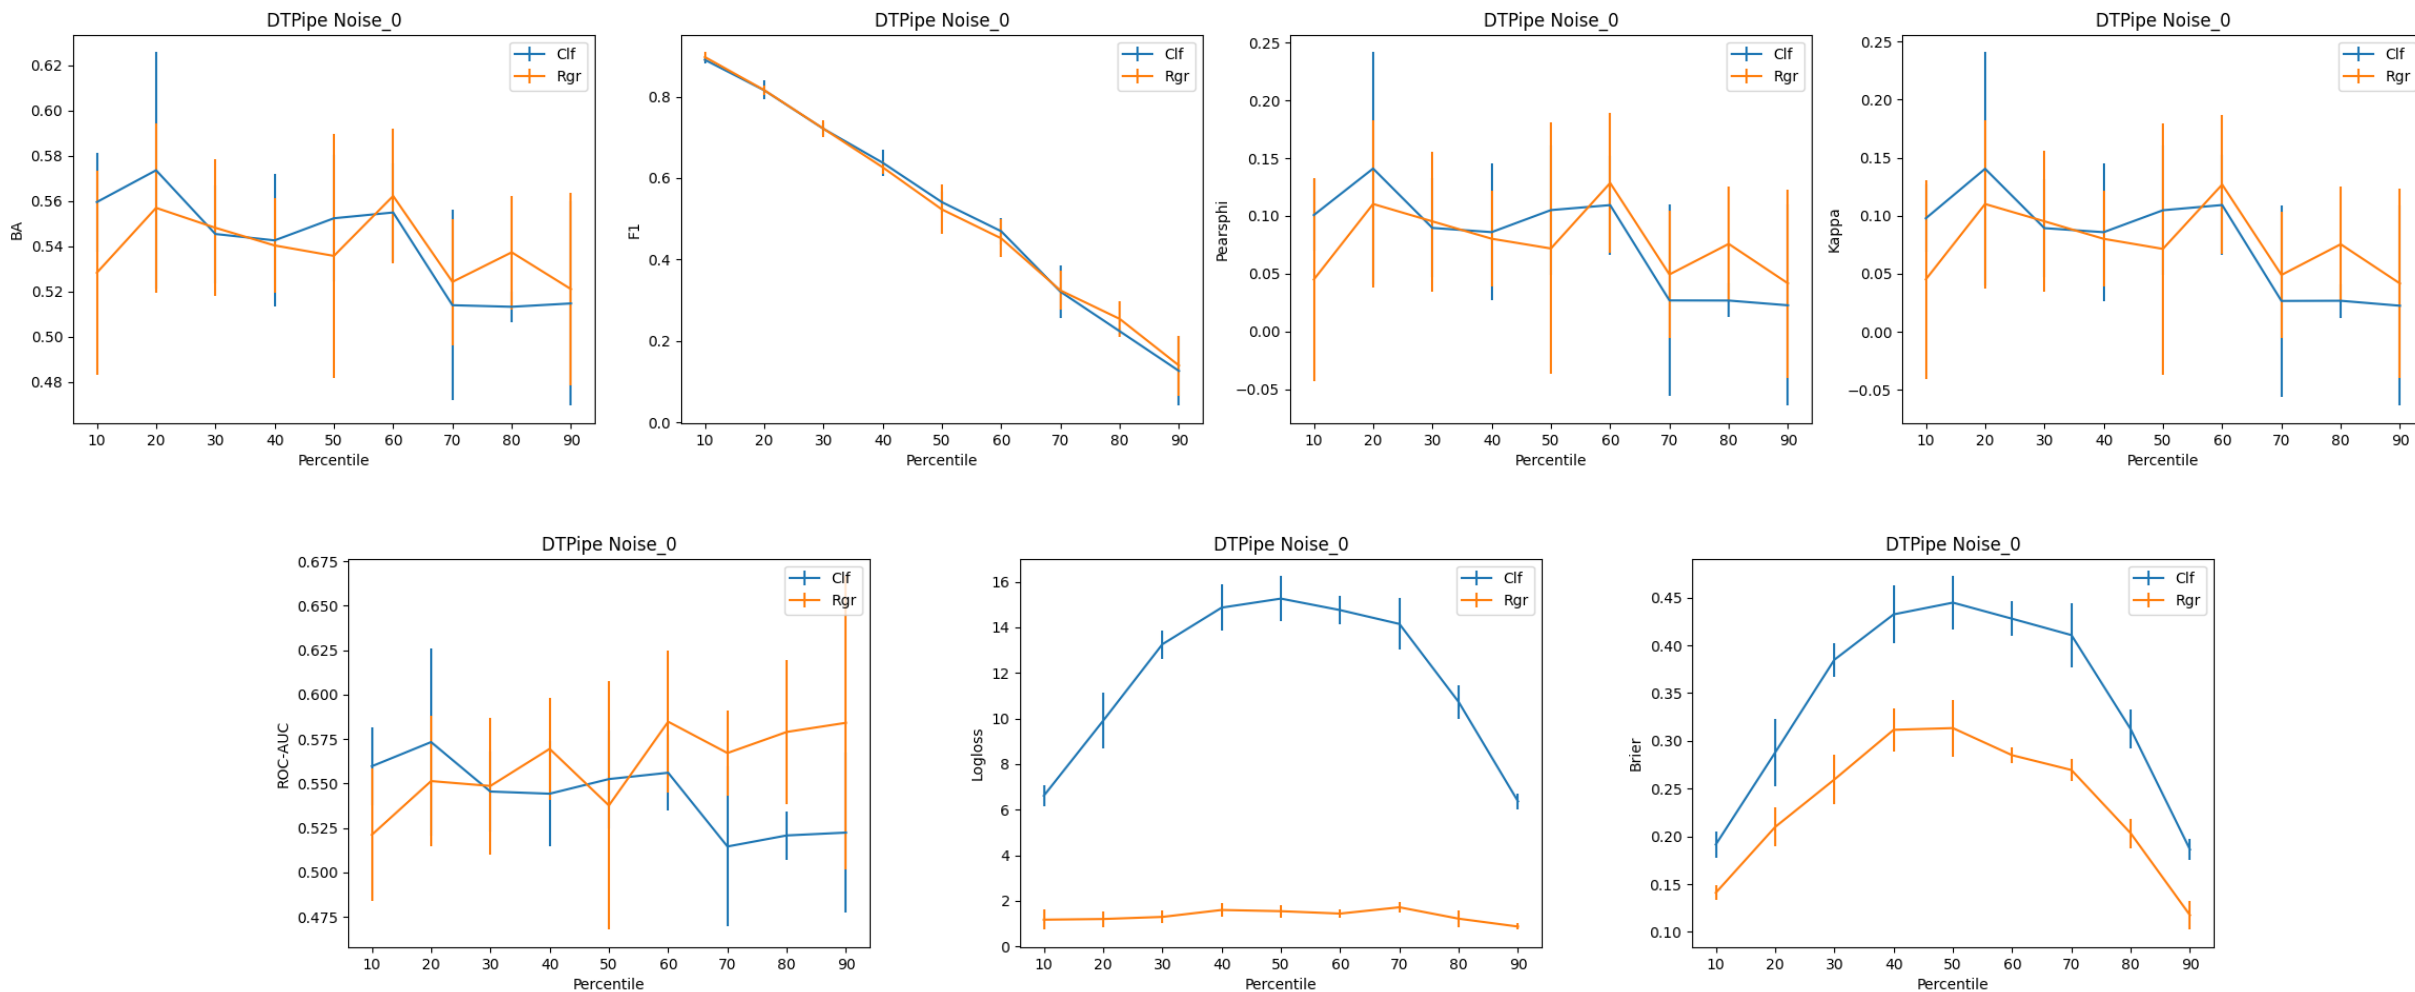 DTPipe Noise_0
Clf
Rgr
0.62
0.60
0.58
0.56
0.54
0.52
0.50
0.48
BA
10 20 30 40 50 60 70 80 90
Percentile
DTPipe Noise_0
Clf
Rgr
0.8
0.6
0.4
0.2
0.0
F1
10 20 30 40 50 60 70 80 90
Percentile
DTPipe Noise_0
Clf
Rgr
0.25
0.20
0.15
0.10
0.05
0.00
−0.05
Pearsphi
10 20 30 40 50 60 70 80 90
Percentile
DTPipe Noise_0
Clf
Rgr
0.25
0.20
0.15
0.10
0.05
0.00
−0.05
Kappa
10 20 30 40 50 60 70 80 90
Percentile
DTPipe Noise_0
Clf
Rgr
0.675
0.650
0.625
0.600
0.575
0.550
0.525
0.500
0.475
ROC-AUC
10 20 30 40 50 60 70 80 90
Percentile
DTPipe Noise_0
Clf
Rgr
16
14
12
10
8
6
4
2
0
Logloss
10 20 30 40 50 60 70 80 90
Percentile
DTPipe Noise_0
Clf
Rgr
0.45
0.40
0.35
0.30
0.25
0.20
0.15
0.10
Brier
10 20 30 40 50 60 70 80 90
Percentile